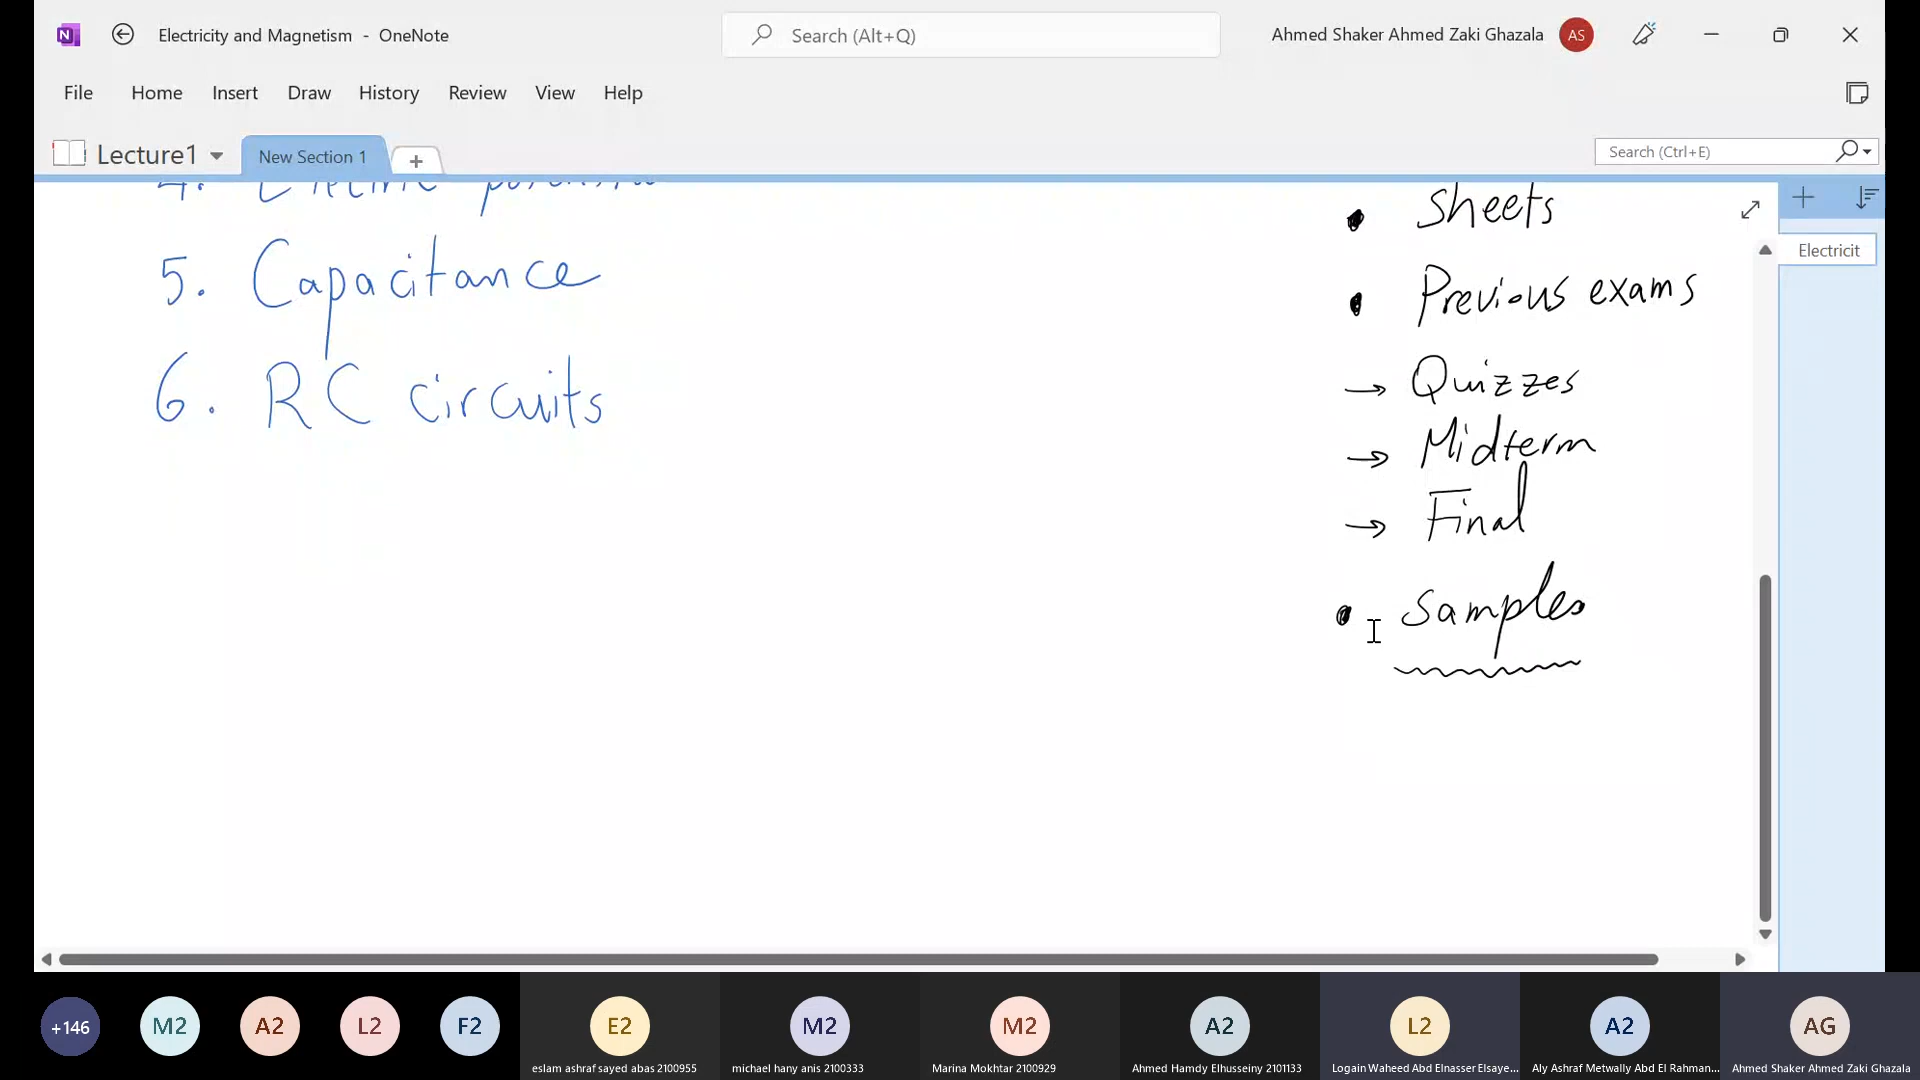 Electricity and Magnetism - OneNote
Search (Alt+Q)
Ahmed Shaker Ahmed Zaki Ghazala
AS
File Home Insert Draw History Review View Help
Lecture1
New Section 1
+
Search (Ctrl+E)
Electricit
4.
5. Capacitance
6. RC circuits
• Sheets
• Previous exams
→ Quizzes
→ Midterm
→ Final
• Samples
+146
M2
A2
L2
F2
E2
eslam ashraf sayed abas 2100955
M2
michael hany anis 2100333
M2
Marina Mokhtar 2100929
A2
Ahmed Hamdy Elhusseiny 2101133
L2
Logain Waheed Abd Elnasser Elsaye...
A2
Aly Ashraf Metwally Abd El Rahman...
AG
Ahmed Shaker Ahmed Zaki Ghazala